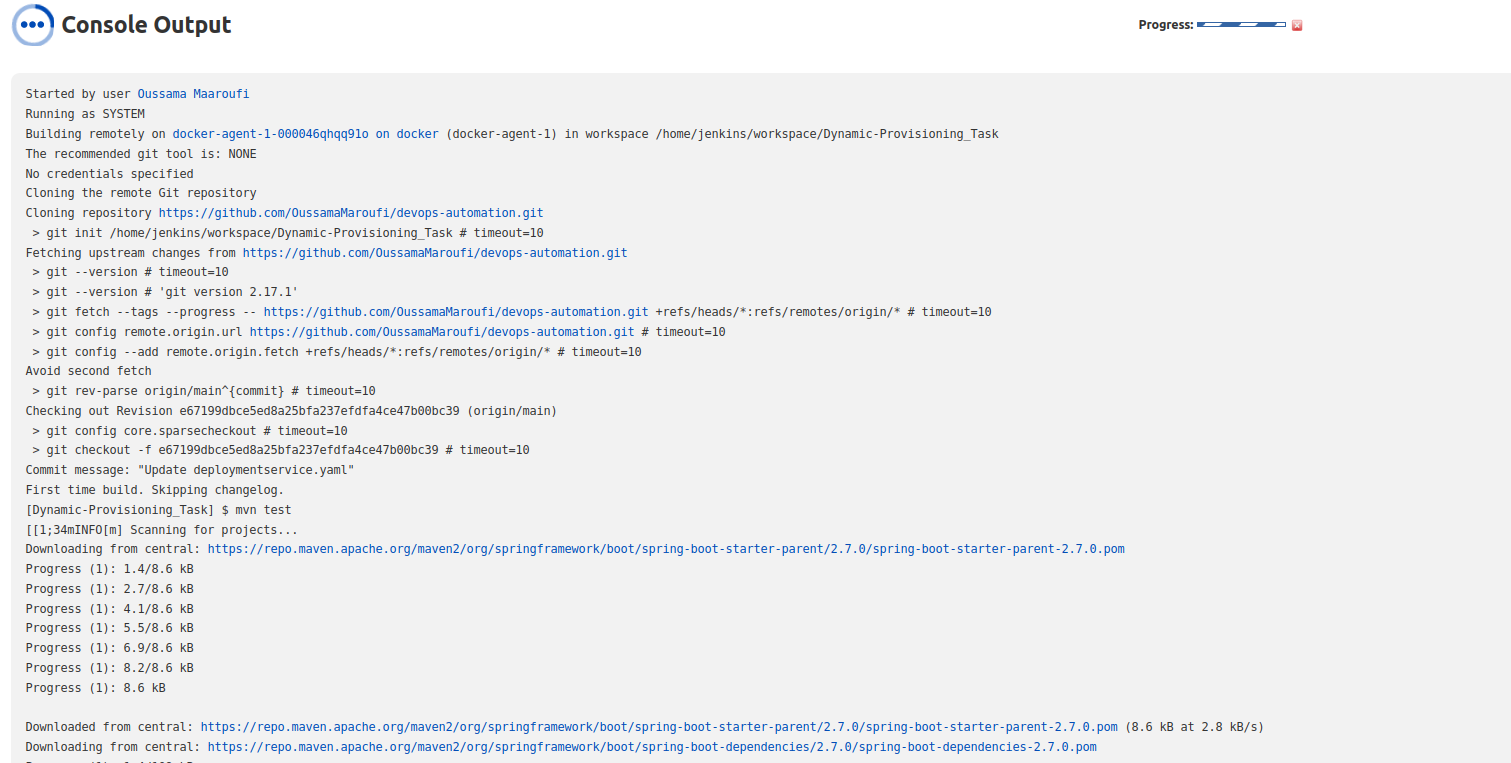 Console Output
Progress:
Started by user Oussama Maaroufi
Running as SYSTEM
Building remotely on docker-agent-1-000046qhqq91o on docker (docker-agent-1) in workspace /home/jenkins/workspace/Dynamic-Provisioning_Task
The recommended git tool is: NONE
No credentials specified
Cloning the remote Git repository
Cloning repository https://github.com/OussamaMaroufi/devops-automation.git
 > git init /home/jenkins/workspace/Dynamic-Provisioning_Task # timeout=10
Fetching upstream changes from https://github.com/OussamaMaroufi/devops-automation.git
 > git --version # timeout=10
 > git --version # 'git version 2.17.1'
 > git fetch --tags --progress -- https://github.com/OussamaMaroufi/devops-automation.git +refs/heads/*:refs/remotes/origin/* # timeout=10
 > git config remote.origin.url https://github.com/OussamaMaroufi/devops-automation.git # timeout=10
 > git config --add remote.origin.fetch +refs/heads/*:refs/remotes/origin/* # timeout=10
Avoid second fetch
 > git rev-parse origin/main^{commit} # timeout=10
Checking out Revision e67199dbce5ed8a25bfa237efdfa4ce47b00bc39 (origin/main)
 > git config core.sparsecheckout # timeout=10
 > git checkout -f e67199dbce5ed8a25bfa237efdfa4ce47b00bc39 # timeout=10
Commit message: "Update deploymentservice.yaml"
First time build. Skipping changelog.
[Dynamic-Provisioning_Task] $ mvn test
[[1;34mINFO[m] Scanning for projects...
Downloading from central: https://repo.maven.apache.org/maven2/org/springframework/boot/spring-boot-starter-parent/2.7.0/spring-boot-starter-parent-2.7.0.pom
Progress (1): 1.4/8.6 kB
Progress (1): 2.7/8.6 kB
Progress (1): 4.1/8.6 kB
Progress (1): 5.5/8.6 kB
Progress (1): 6.9/8.6 kB
Progress (1): 8.2/8.6 kB
Progress (1): 8.6 kB
Downloaded from central: https://repo.maven.apache.org/maven2/org/springframework/boot/spring-boot-starter-parent/2.7.0/spring-boot-starter-parent-2.7.0.pom (8.6 kB at 2.8 kB/s)
Downloading from central: https://repo.maven.apache.org/maven2/org/springframework/boot/spring-boot-dependencies/2.7.0/spring-boot-dependencies-2.7.0.pom